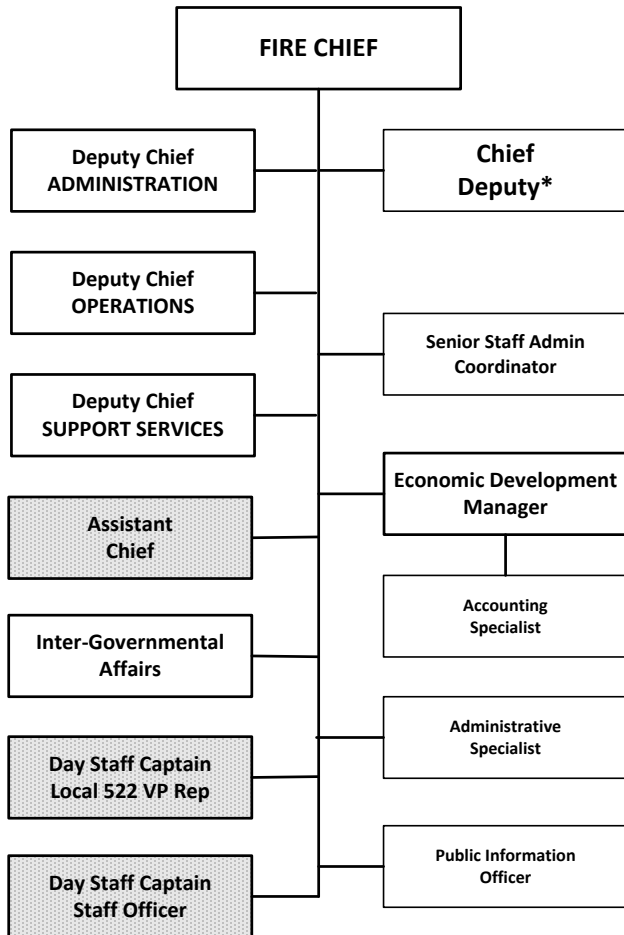 FIRE CHIEF
Deputy Chief
ADMINISTRATION
Chief
Deputy*
Deputy Chief
OPERATIONS
Senior Staff Admin
Coordinator
Deputy Chief
SUPPORT SERVICES
Economic Development
Manager
Assistant
Chief
Accounting
Specialist
Inter-Governmental
Affairs
Administrative
Specialist
Day Staff Captain
Local 522 VP Rep
Public Information
Officer
Day Staff Captain
Staff Officer